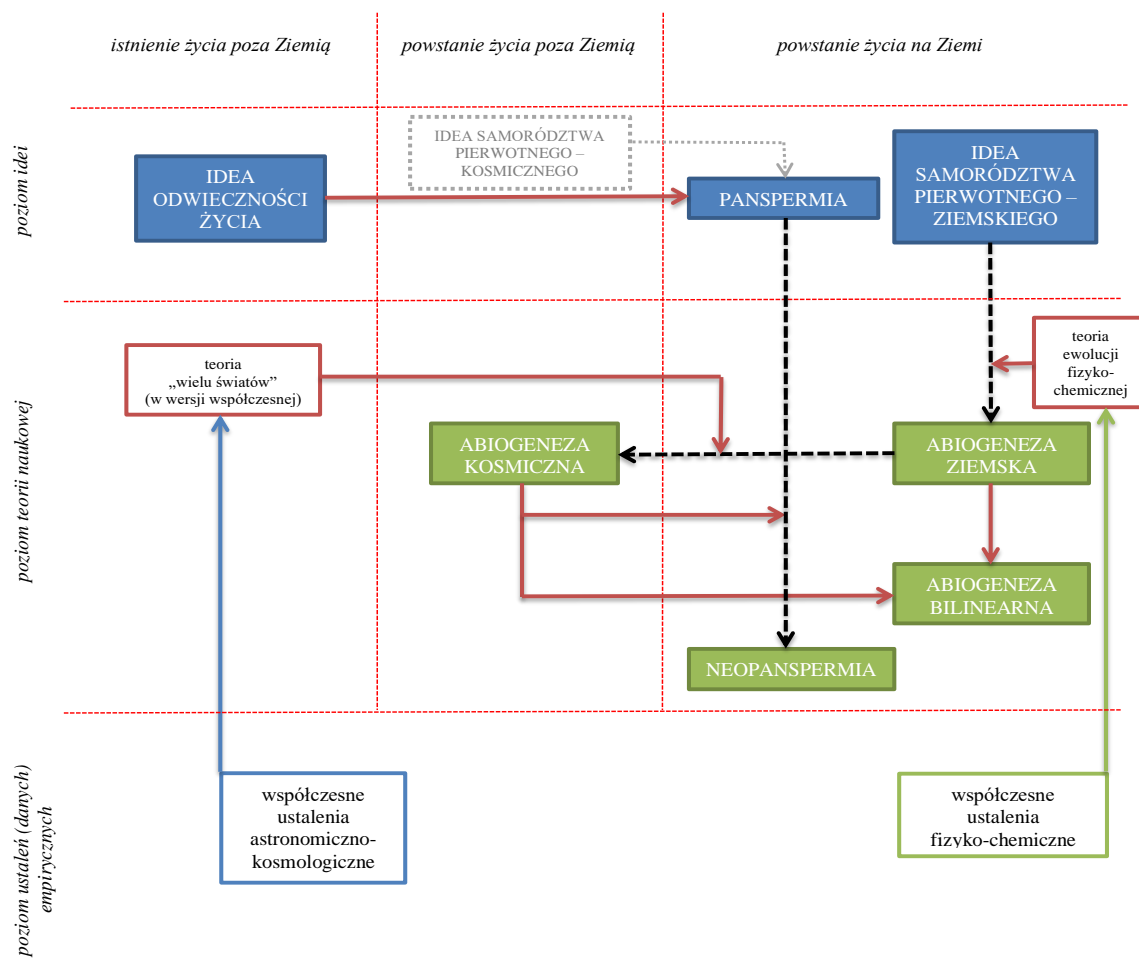 istnienie życia poza Ziemią
powstanie życia poza Ziemią
powstanie życia na Ziemi
poziom idei
IDEA
ODWIECZNOŚCI
ŻYCIA
IDEA SAMORÓDZTWA
PIERWOTNEGO –
KOSMICZNEGO
PANSPERMIA
IDEA
SAMORÓDZTWA
PIERWOTNEGO –
ZIEMSKIEGO
poziom teorii naukowej
teoria
„wielu światów”
(w wersji współczesnej)
teoria
ewolucji
fizyko-
chemicznej
ABIOGENEZA
KOSMICZNA
ABIOGENEZA
ZIEMSKA
ABIOGENEZA
BILINEARNA
NEOPANSPERMIA
poziom ustaleń (danych)
empirycznych
współczesne
ustalenia
astronomiczno-
kosmologiczne
współczesne
ustalenia
fizyko-chemiczne